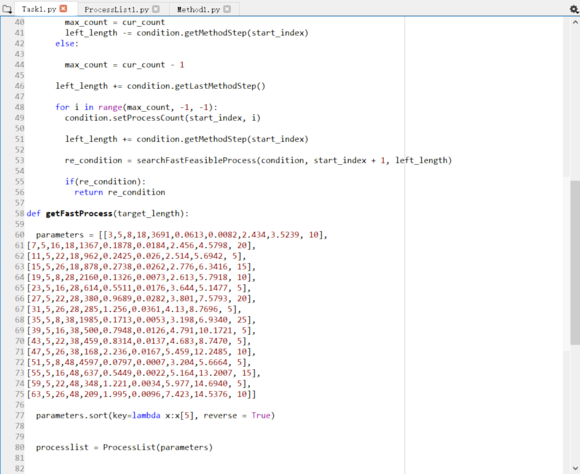 Task1.py ProcessList1.py Method1.py
40 max_count = cur_count
41 left_length -= condition.getMethodStep(start_index)
42 else:
43
44 max_count = cur_count - 1
45
46 left_length += condition.getLastMethodStep()
47
48 for i in range(max_count, -1, -1):
49 condition.setProcessCount(start_index, i)
50
51 left_length += condition.getMethodStep(start_index)
52
53 re_condition = searchFastFeasibleProcess(condition, start_index + 1, left_length)
54
55 if(re_condition):
56 return re_condition
57
58 def getFastProcess(target_length):
59
60 parameters = [[3,5,8,18,3691,0.0613,0.0082,2.434,3.5239, 10],
61 [7,5,16,18,1367,0.1878,0.0184,2.456,4.5798, 20],
62 [11,5,22,18,962,0.2425,0.026,2.514,5.6942, 5],
63 [15,5,26,18,878,0.2738,0.0262,2.776,6.3416, 15],
64 [19,5,8,28,2160,0.1326,0.0073,2.613,5.7918, 10],
65 [23,5,16,28,614,0.5511,0.0176,3.644,5.1477, 5],
66 [27,5,22,28,380,0.9689,0.0282,3.801,7.5793, 20],
67 [31,5,26,28,285,1.256,0.0361,4.13,8.7696, 5],
68 [35,5,8,38,1985,0.1713,0.0053,3.198,6.9340, 25],
69 [39,5,16,38,500,0.7948,0.0126,4.791,10.1721, 5],
70 [43,5,22,38,459,0.8314,0.0137,4.683,8.7470, 5],
71 [47,5,26,38,168,2.236,0.0167,5.459,12.2485, 10],
72 [51,5,8,48,4597,0.0797,0.0007,3.204,5.6664, 5],
73 [55,5,16,48,637,0.5449,0.0022,5.164,13.2007, 15],
74 [59,5,22,48,348,1.221,0.0034,5.977,14.6940, 5],
75 [63,5,26,48,209,1.995,0.0096,7.423,14.5376, 10]]
76
77 parameters.sort(key=lambda x:x[5], reverse = True)
78
79
80 processlist = ProcessList(parameters)
81
82